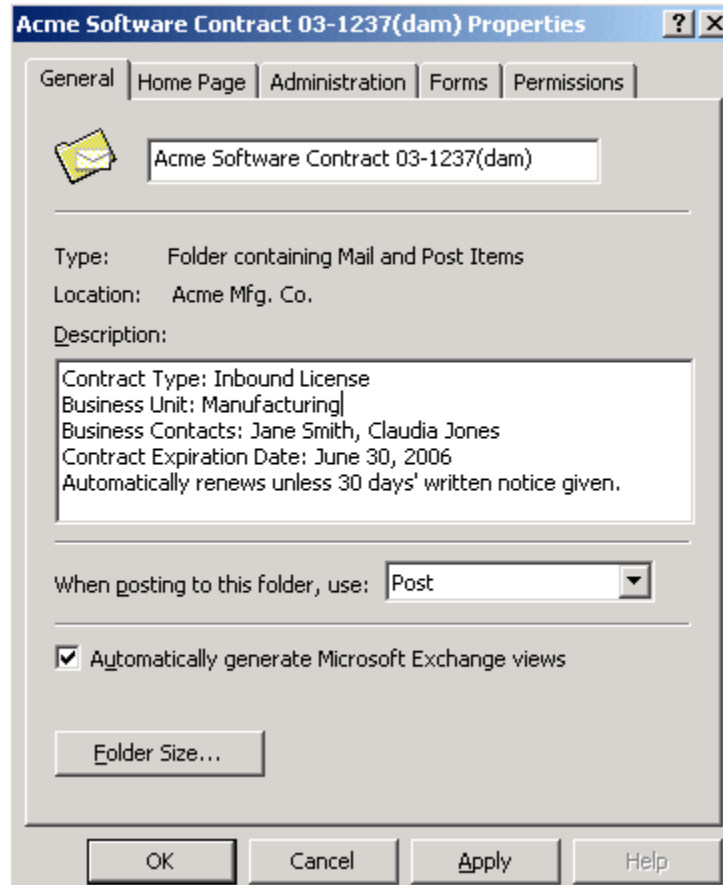 Acme Software Contract 03-1237(dam) Properties
General Home Page Administration Forms Permissions
Acme Software Contract 03-1237(dam)
Type: Folder containing Mail and Post Items
Location: Acme Mfg. Co.
Description:
Contract Type: Inbound License
Business Unit: Manufacturing
Business Contacts: Jane Smith, Claudia Jones
Contract Expiration Date: June 30, 2006
Automatically renews unless 30 days' written notice given.
When posting to this folder, use: Post
Automatically generate Microsoft Exchange views
Folder Size...
OK Cancel Apply Help